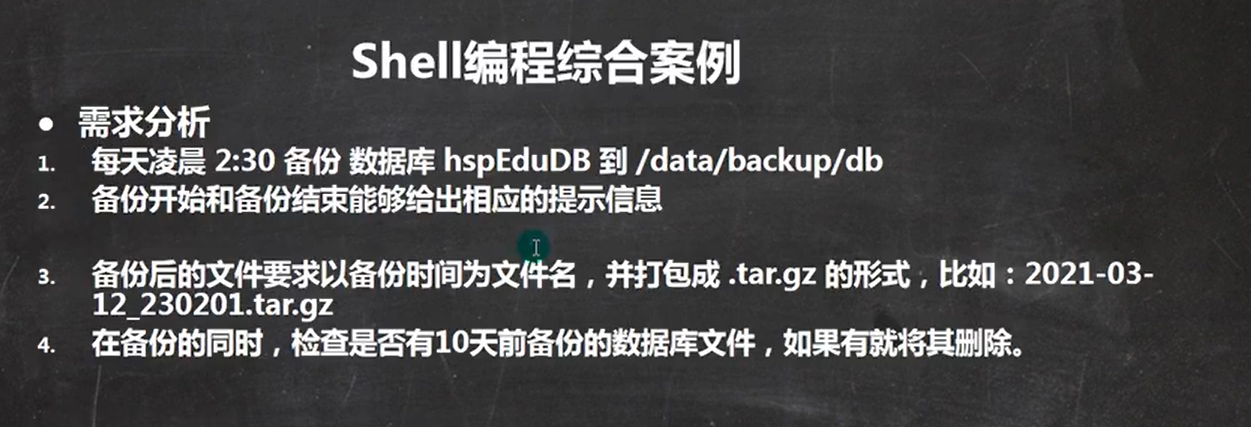 Shell编程综合案例
● 需求分析
1. 每天凌晨 2:30 备份 数据库 hspEduDB 到 /data/backup/db
2. 备份开始和备份结束能够给出相应的提示信息
3. 备份后的文件要求以备份时间为文件名，并打包成 .tar.gz 的形式，比如：2021-03-
12_230201.tar.gz
4. 在备份的同时，检查是否有10天前备份的数据库文件，如果有就将其删除。